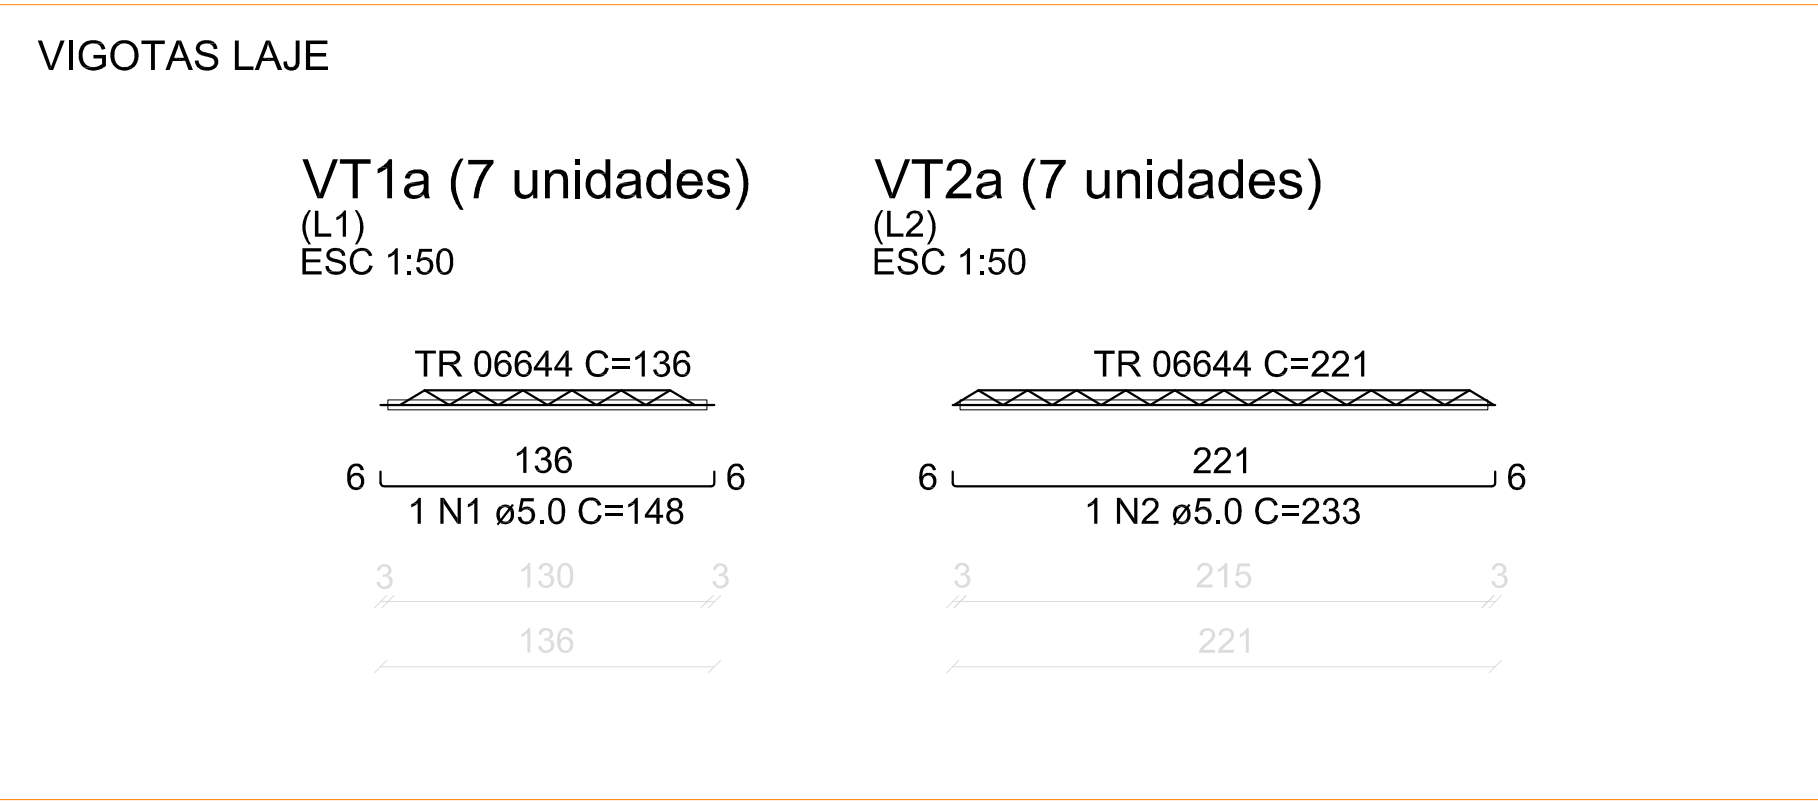 VIGOTAS LAJE
VT1a (7 unidades)
(L1)
ESC 1:50
TR 06644 C=136
136
6 6
1 N1 ø5.0 C=148
3 130 3
136
VT2a (7 unidades)
(L2)
ESC 1:50
TR 06644 C=221
221
6 6
1 N2 ø5.0 C=233
3 215 3
221